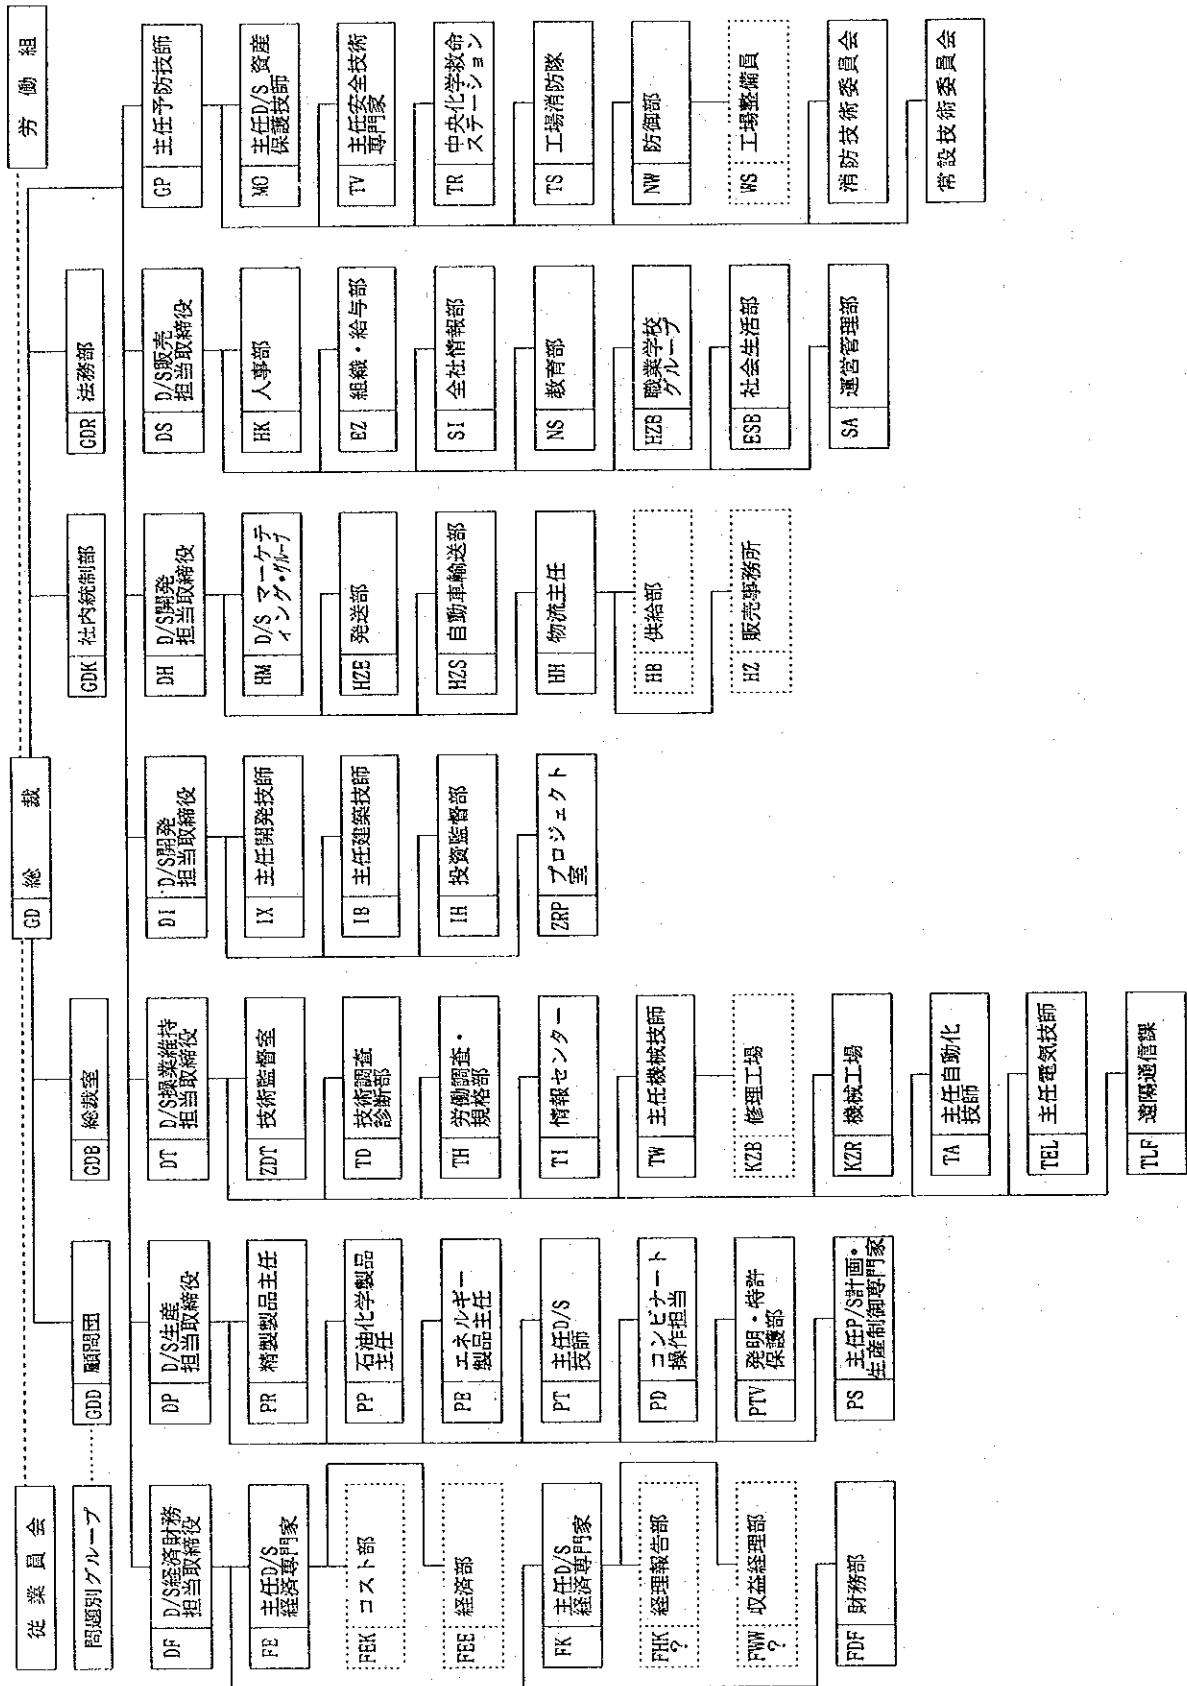 従業員会
GD 総裁
労働組
問題別グループ
GDD 顧問団
GDB 総裁室
GDK 社内統制部
GDR 法務部
DF D/S経済財務
担当取締役
FE 主任D/S
経済専門家
FEK コスト部
FEE 経済部
FK 主任D/S
経済専門家
FHK 経理報告部
?
FWW 収益経理部
?
FDF 財務部
DP D/S生産
担当取締役
PR 精製製品主任
PP 石油化学製品
主任
PE エネルギー
製品主任
PT 主任D/S
技師
PD コンビナート
操作担当
PTV 発明・特許
保護部
PS 主任P/S計画・
生産制御専門家
DT D/S操業維持
担当取締役
ZDT 技術監督室
TD 技術調査
診断部
TH 労働調査・
規格部
TI 情報センター
TW 主任機械技師
KZB 修理工場
KZR 機械工場
TA 主任自動化
技師
TEL 主任電気技師
TLF 遠隔通信課
DI D/S開発
担当取締役
IX 主任開発技師
IB 主任建築技師
IH 投資監督部
ZRP プロジェクト
室
DH D/S開発
担当取締役
HM D/S マーケテ
ィング・グループ
HZE 発送部
HZS 自動車輸送部
HH 物流主任
HB 供給部
HZ 販売事務所
DS D/S販売
担当取締役
HK 人事部
EZ 組織・給与部
SI 全社情報部
NS 教育部
HZB 職業学校
グループ
ESB 社会生活部
SA 運営管理部
GP 主任予防技師
MO 主任D/S 資産
保護技師
TV 主任安全技術
専門家
TR 中央化学救命
ステーション
TS 工場消防隊
NW 防御部
WS 工場整備員
消防技術委員会
常設技術委員会